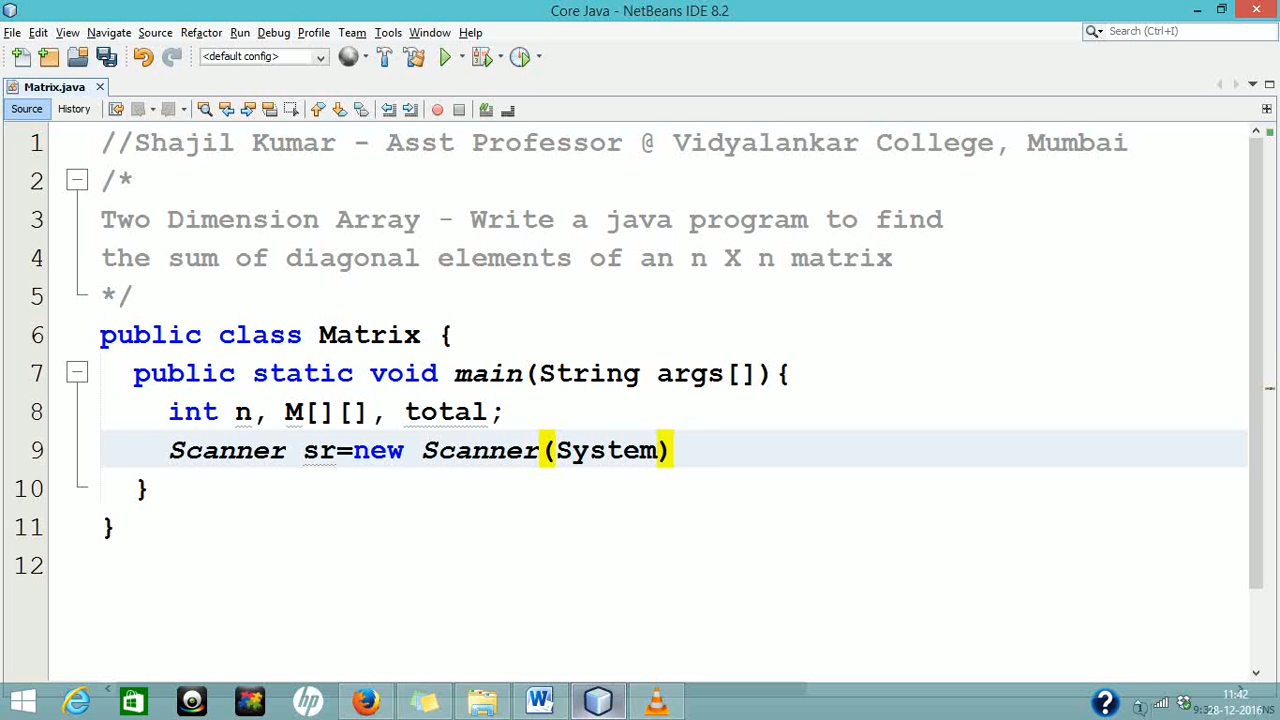 Core Java - NetBeans IDE 8.2
File Edit View Navigate Source Refactor Run Debug Profile Team Tools Window Help
Search (Ctrl+I)
<default config>
Matrix.java
Source History
1 //Shajil Kumar - Asst Professor @ Vidyalankar College, Mumbai
2 /*
3 Two Dimension Array - Write a java program to find
4 the sum of diagonal elements of an n X n matrix
5 */
6 public class Matrix {
7 public static void main(String args[]){
8 int n, M[][], total;
9 Scanner sr=new Scanner(System)
10 }
11 }
12
hp
11:42
28-12-2016